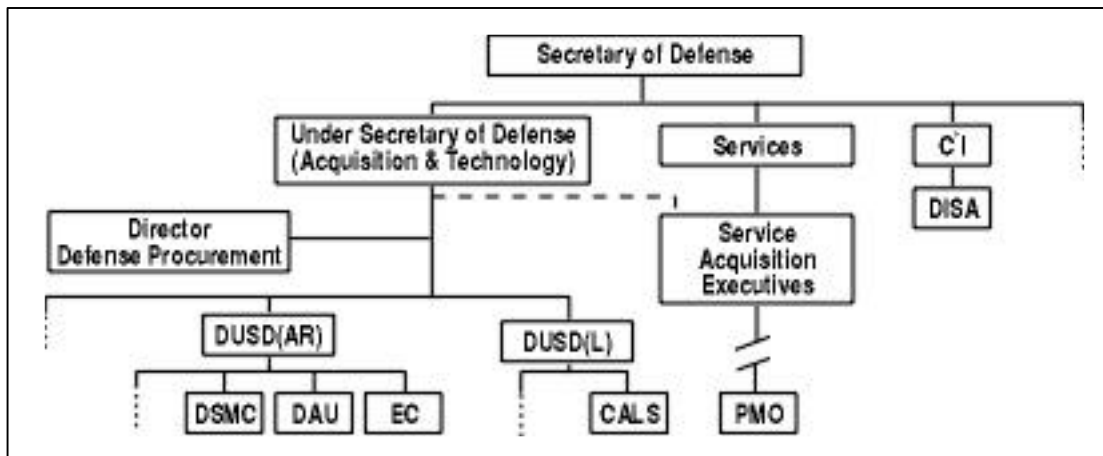 Secretary of Defense
Under Secretary of Defense
(Acquisition & Technology)
Services
C³I
DISA
Director
Defense Procurement
Service
Acquisition
Executives
DUSD(AR)
DUSD(L)
DSMC
DAU
EC
CALS
PMO